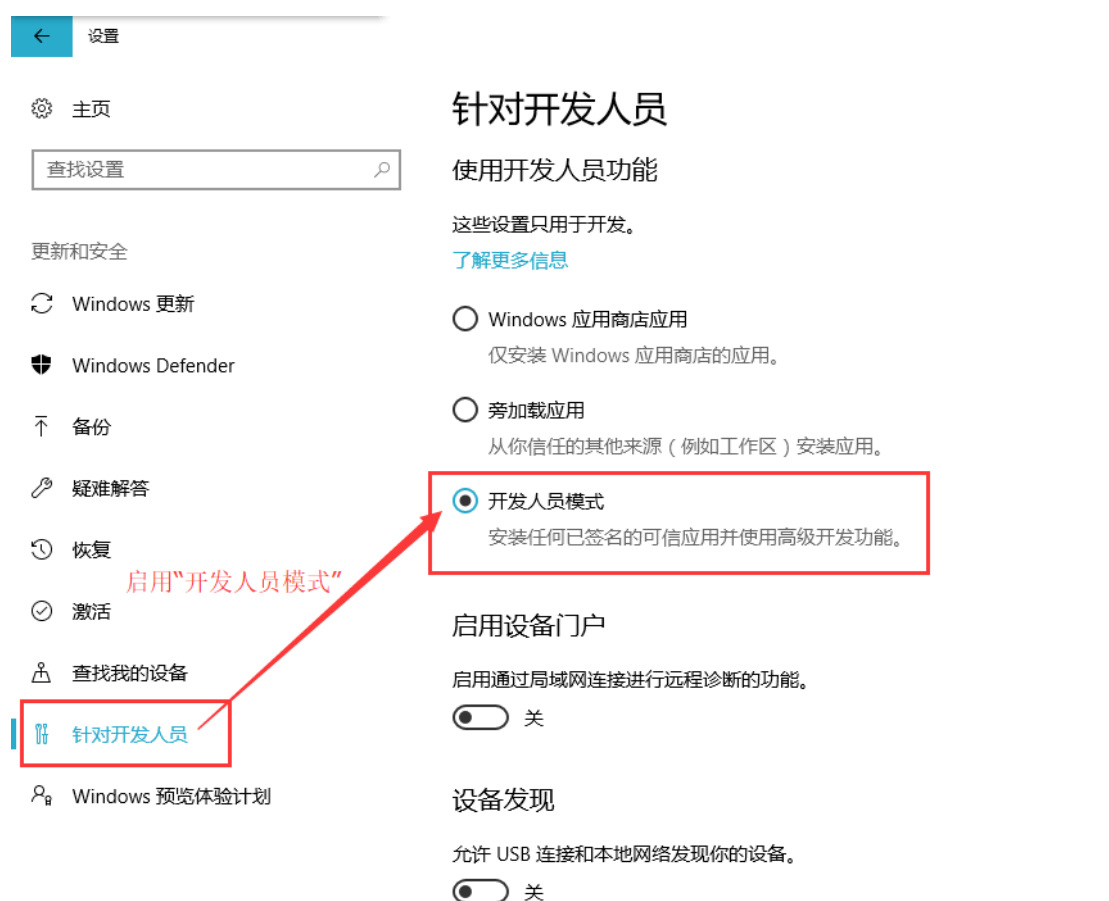 设置
主页
查找设置
更新和安全
Windows 更新
Windows Defender
备份
疑难解答
恢复
启用“开发人员模式”
激活
查找我的设备
针对开发人员
Windows 预览体验计划
针对开发人员
使用开发人员功能
这些设置只用于开发。
了解更多信息
Windows 应用商店应用
仅安装 Windows 应用商店的应用。
旁加载应用
从你信任的其他来源（例如工作区）安装应用。
开发人员模式
安装任何已签名的可信应用并使用高级开发功能。
启用设备门户
启用通过局域网连接进行远程诊断的功能。
关
设备发现
允许 USB 连接和本地网络发现你的设备。
关